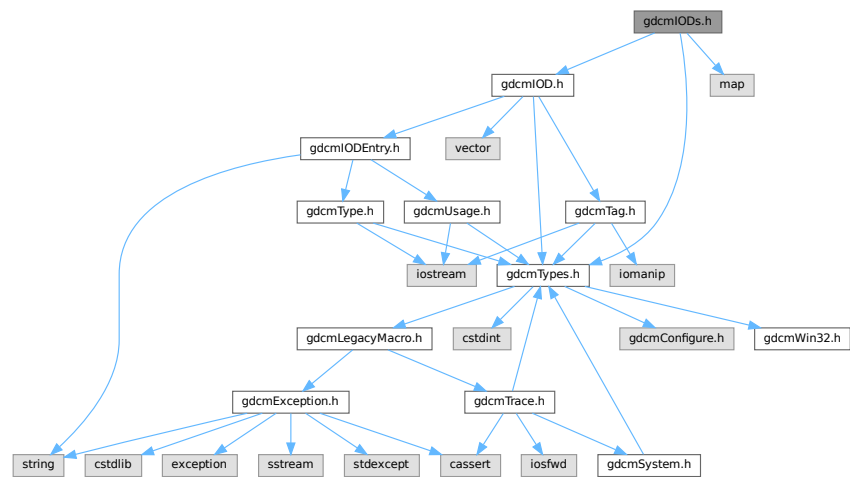 gdcmIODs.h
gdcmIOD.h
map
gdcmIODEntry.h
vector
gdcmType.h
gdcmUsage.h
gdcmTag.h
iostream
gdcmTypes.h
iomanip
gdcmLegacyMacro.h
cstdint
gdcmConfigure.h
gdcmWin32.h
gdcmException.h
gdcmTrace.h
string
cstdlib
exception
sstream
stdexcept
cassert
iosfwd
gdcmSystem.h